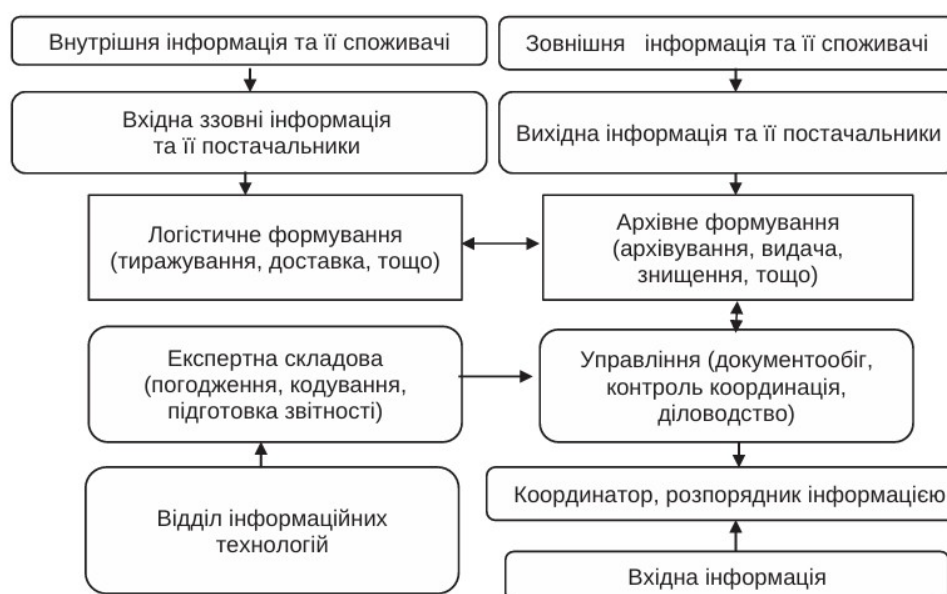 Внутрішня інформація та її споживачі
Зовнішня інформація та її споживачі
Вхідна ззовні інформація
та її постачальники
Вихідна інформація та її постачальники
Логістичне формування
(тиражування, доставка, тощо)
Архівне формування
(архівування, видача,
знищення, тощо)
Експертна складова
(погодження, кодування,
підготовка звітності)
Управління (документообіг,
контроль координація,
діловодство)
Відділ інформаційних
технологій
Координатор, розпорядник інформацією
Вхідна інформація